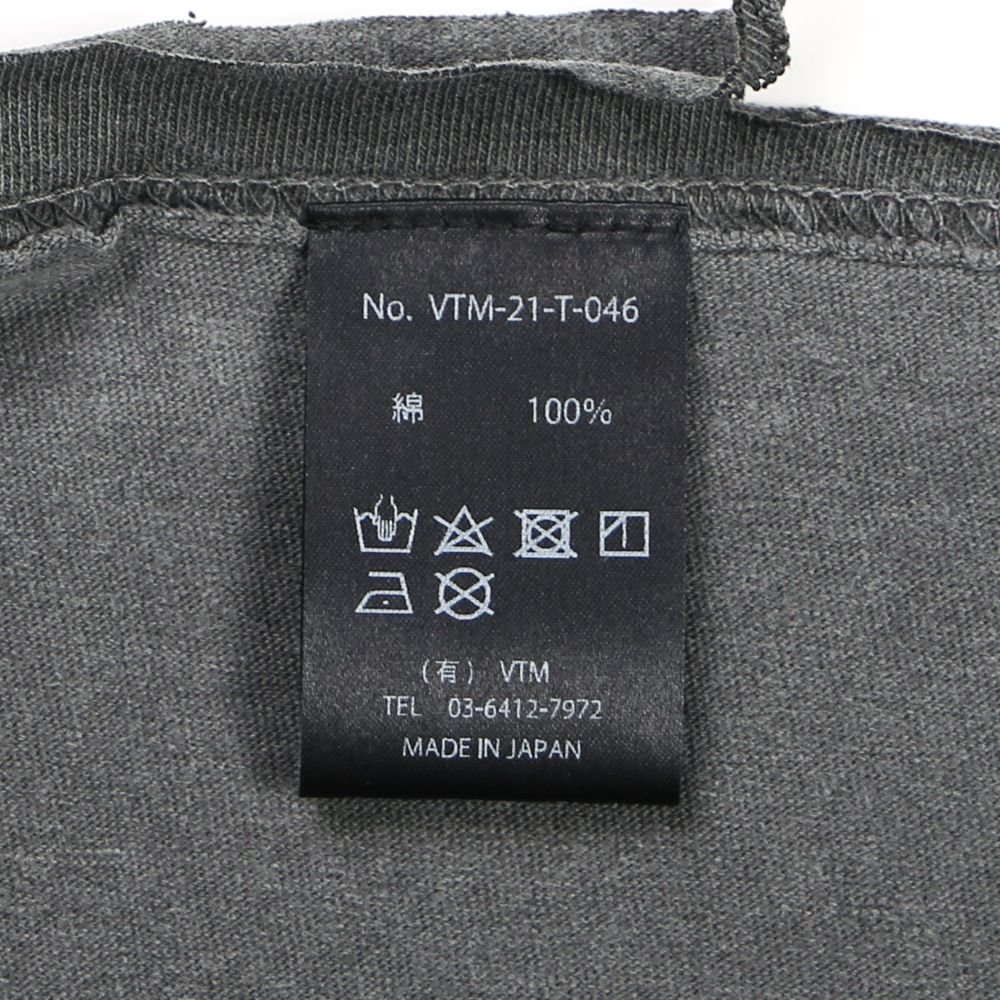 No. VTM-21-T-046
綿 100%
(有) VTM
TEL 03-6412-7972
MADE IN JAPAN